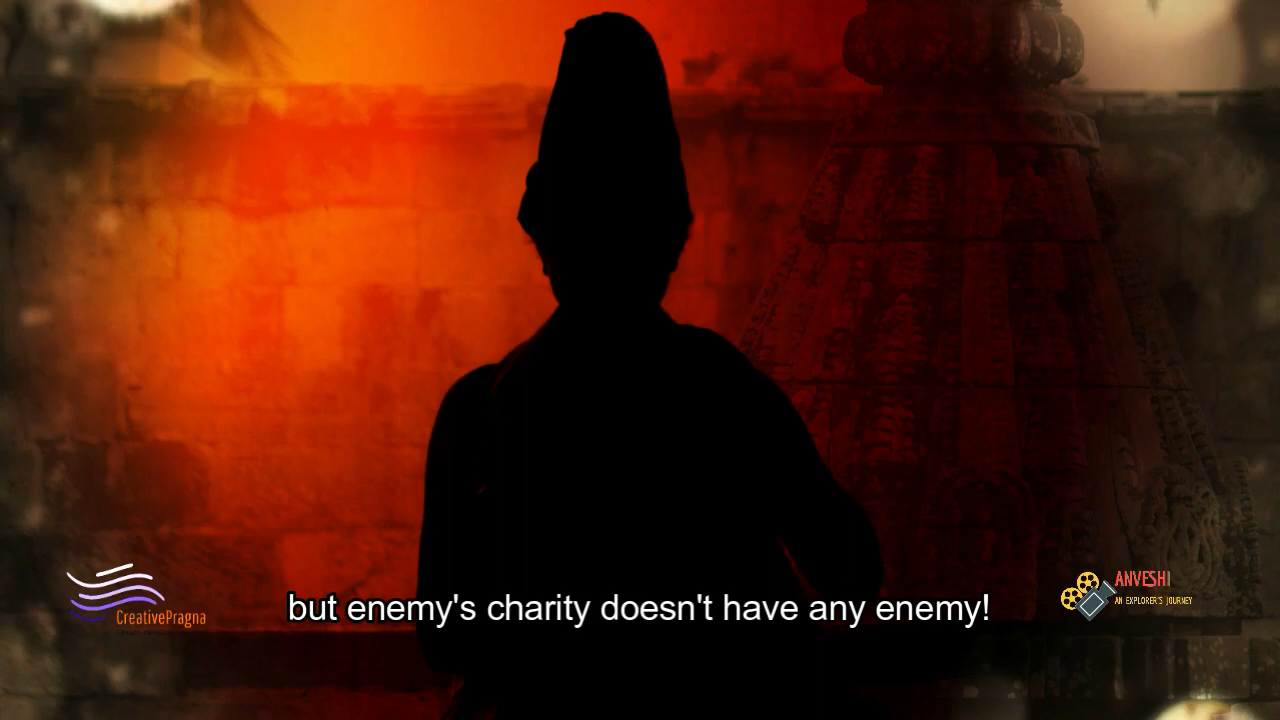 CreativePragna
but enemy's charity doesn't have any enemy!
ANVESHI
AN EXPLORER'S JOURNEY